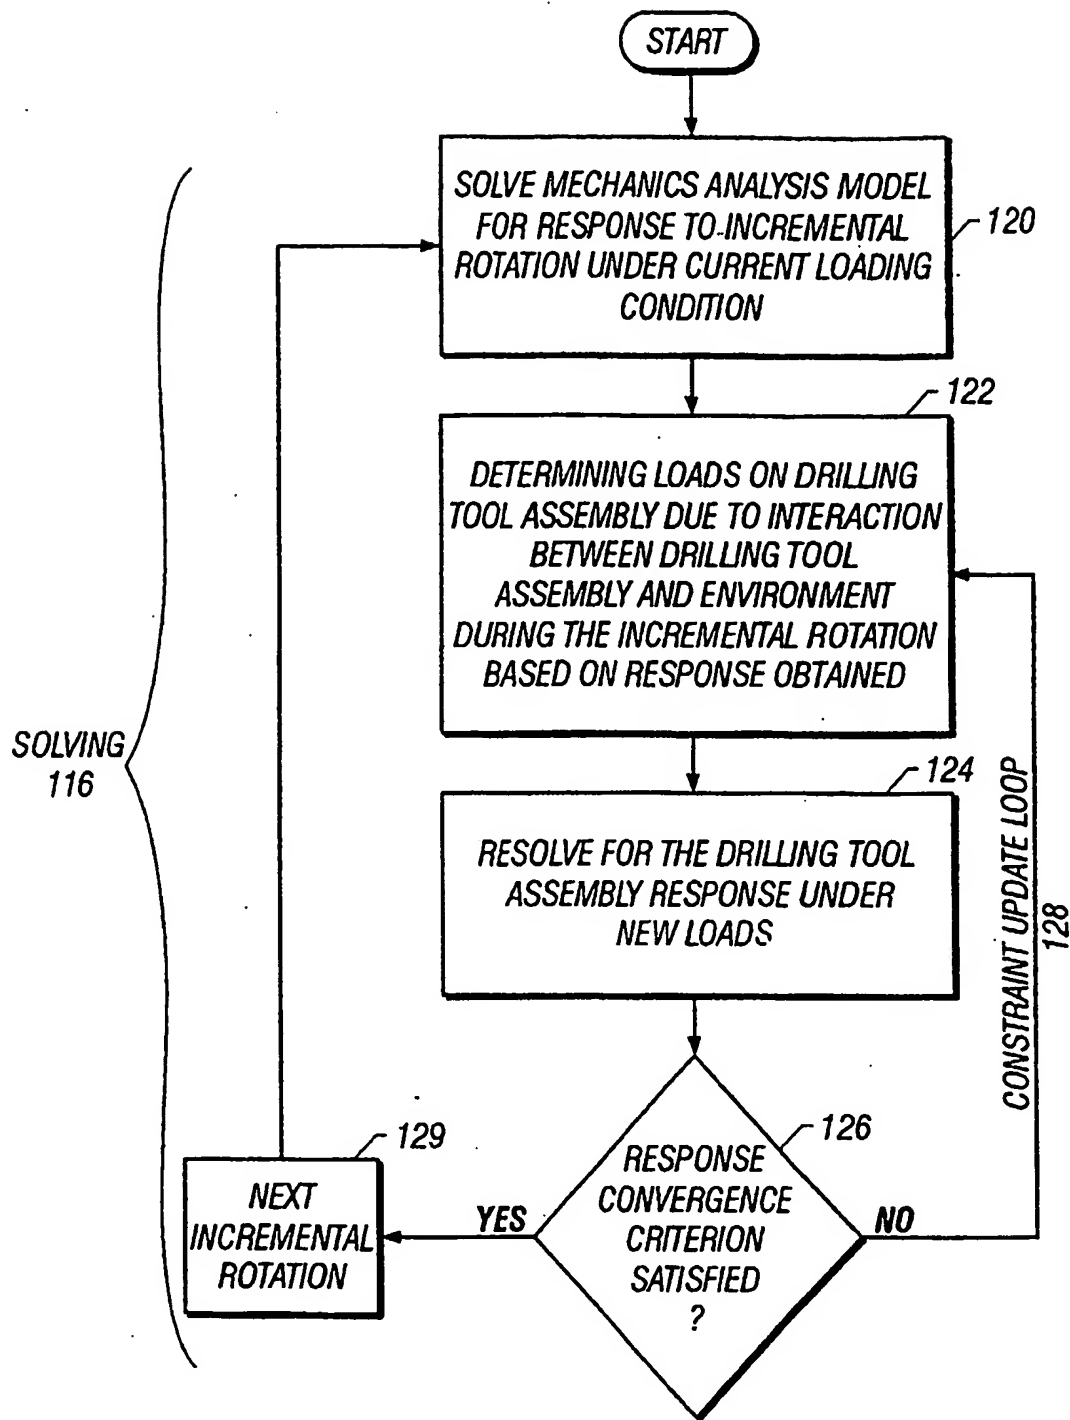 START
SOLVE MECHANICS ANALYSIS MODEL
FOR RESPONSE TO INCREMENTAL
ROTATION UNDER CURRENT LOADING
CONDITION
120
122
DETERMINING LOADS ON DRILLING
TOOL ASSEMBLY DUE TO INTERACTION
BETWEEN DRILLING TOOL
ASSEMBLY AND ENVIRONMENT
DURING THE INCREMENTAL ROTATION
BASED ON RESPONSE OBTAINED
SOLVING
116
124
RESOLVE FOR THE DRILLING TOOL
ASSEMBLY RESPONSE UNDER
NEW LOADS
CONSTRAINT UPDATE LOOP
128
126
RESPONSE
CONVERGENCE
CRITERION
SATISFIED
?
YES
NO
129
NEXT
INCREMENTAL
ROTATION